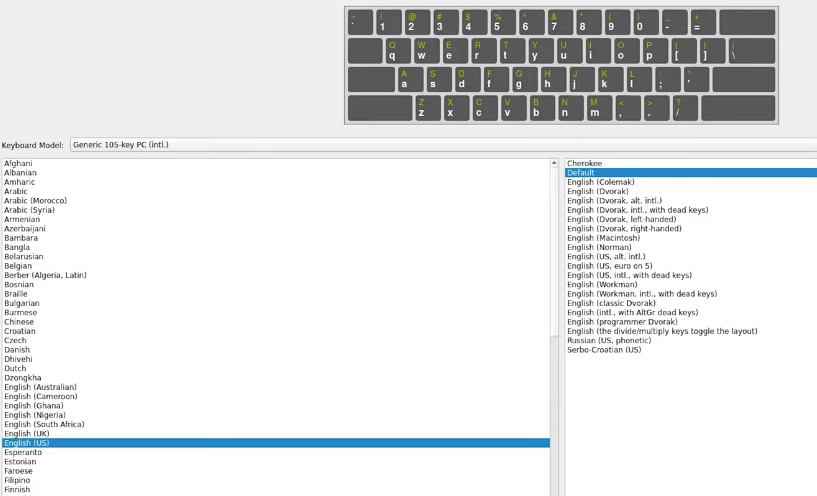 ~ ! @ # $ % ^ & * ( ) _ +
` 1 2 3 4 5 6 7 8 9 0 - =
Q W E R T Y U I O P { } |
q w e r t y u i o p [ ] \
A S D F G H J K L : "
a s d f g h j k l ; '
Z X C V B N M < > ?
z x c v b n m , . /
Keyboard Model: Generic 105-key PC (intl.)
Afghani
Albanian
Amharic
Arabic
Arabic (Morocco)
Arabic (Syria)
Armenian
Azerbaijani
Bambara
Bangla
Belarusian
Belgian
Berber (Algeria, Latin)
Bosnian
Braille
Bulgarian
Burmese
Chinese
Croatian
Czech
Danish
Dhivehi
Dutch
Dzongkha
English (Australian)
English (Cameroon)
English (Ghana)
English (Nigeria)
English (South Africa)
English (UK)
English (US)
Esperanto
Estonian
Faroese
Filipino
Finnish
Cherokee
Default
English (Colemak)
English (Dvorak)
English (Dvorak, alt. intl.)
English (Dvorak, intl., with dead keys)
English (Dvorak, left-handed)
English (Dvorak, right-handed)
English (Macintosh)
English (Norman)
English (US, alt. intl.)
English (US, euro on 5)
English (US, intl., with dead keys)
English (Workman)
English (Workman, intl., with dead keys)
English (classic Dvorak)
English (intl., with AltGr dead keys)
English (programmer Dvorak)
English (the divide/multiply keys toggle the layout)
Russian (US, phonetic)
Serbo-Croatian (US)